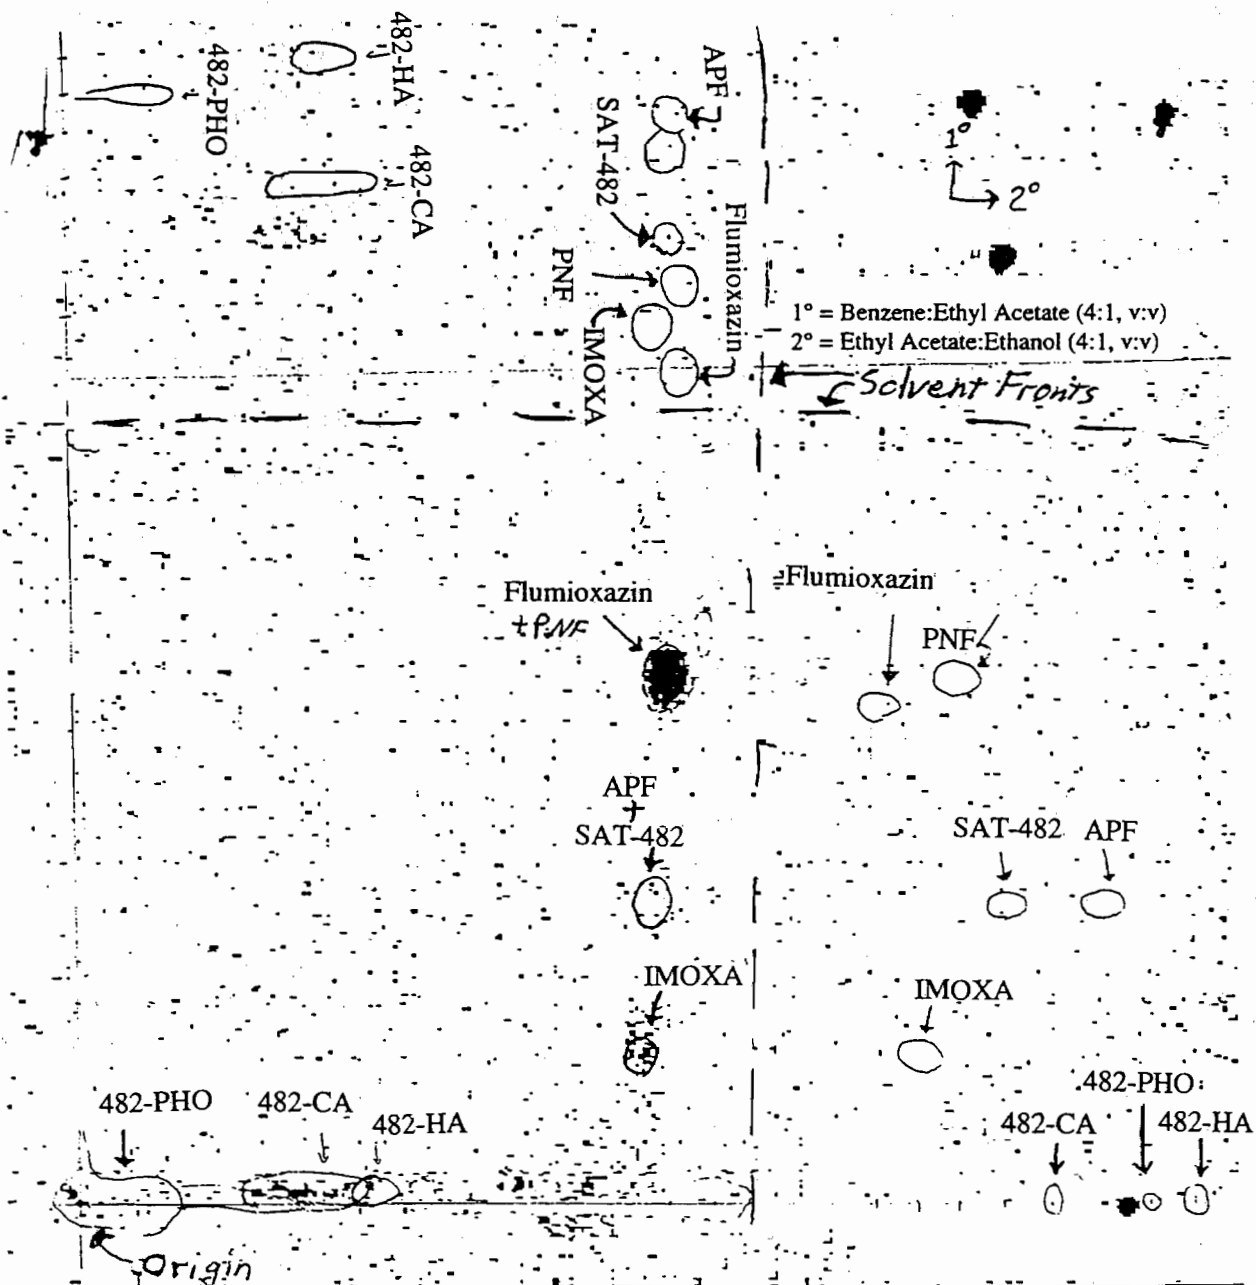 482-HA
482-PHO
APF
SAT-482
482-CA
1°
2°
Flumioxazin
PNF
IMOXA
1° = Benzene:Ethyl Acetate (4:1, v:v)
2° = Ethyl Acetate:Ethanol (4:1, v:v)
Solvent Fronts
Flumioxazin
+ PNF
Flumioxazin
PNF
APF
+
SAT-482
SAT-482 APF
IMOXA
IMOXA
482-PHO 482-CA 482-HA
482-PHO
482-CA 482-HA
Origin